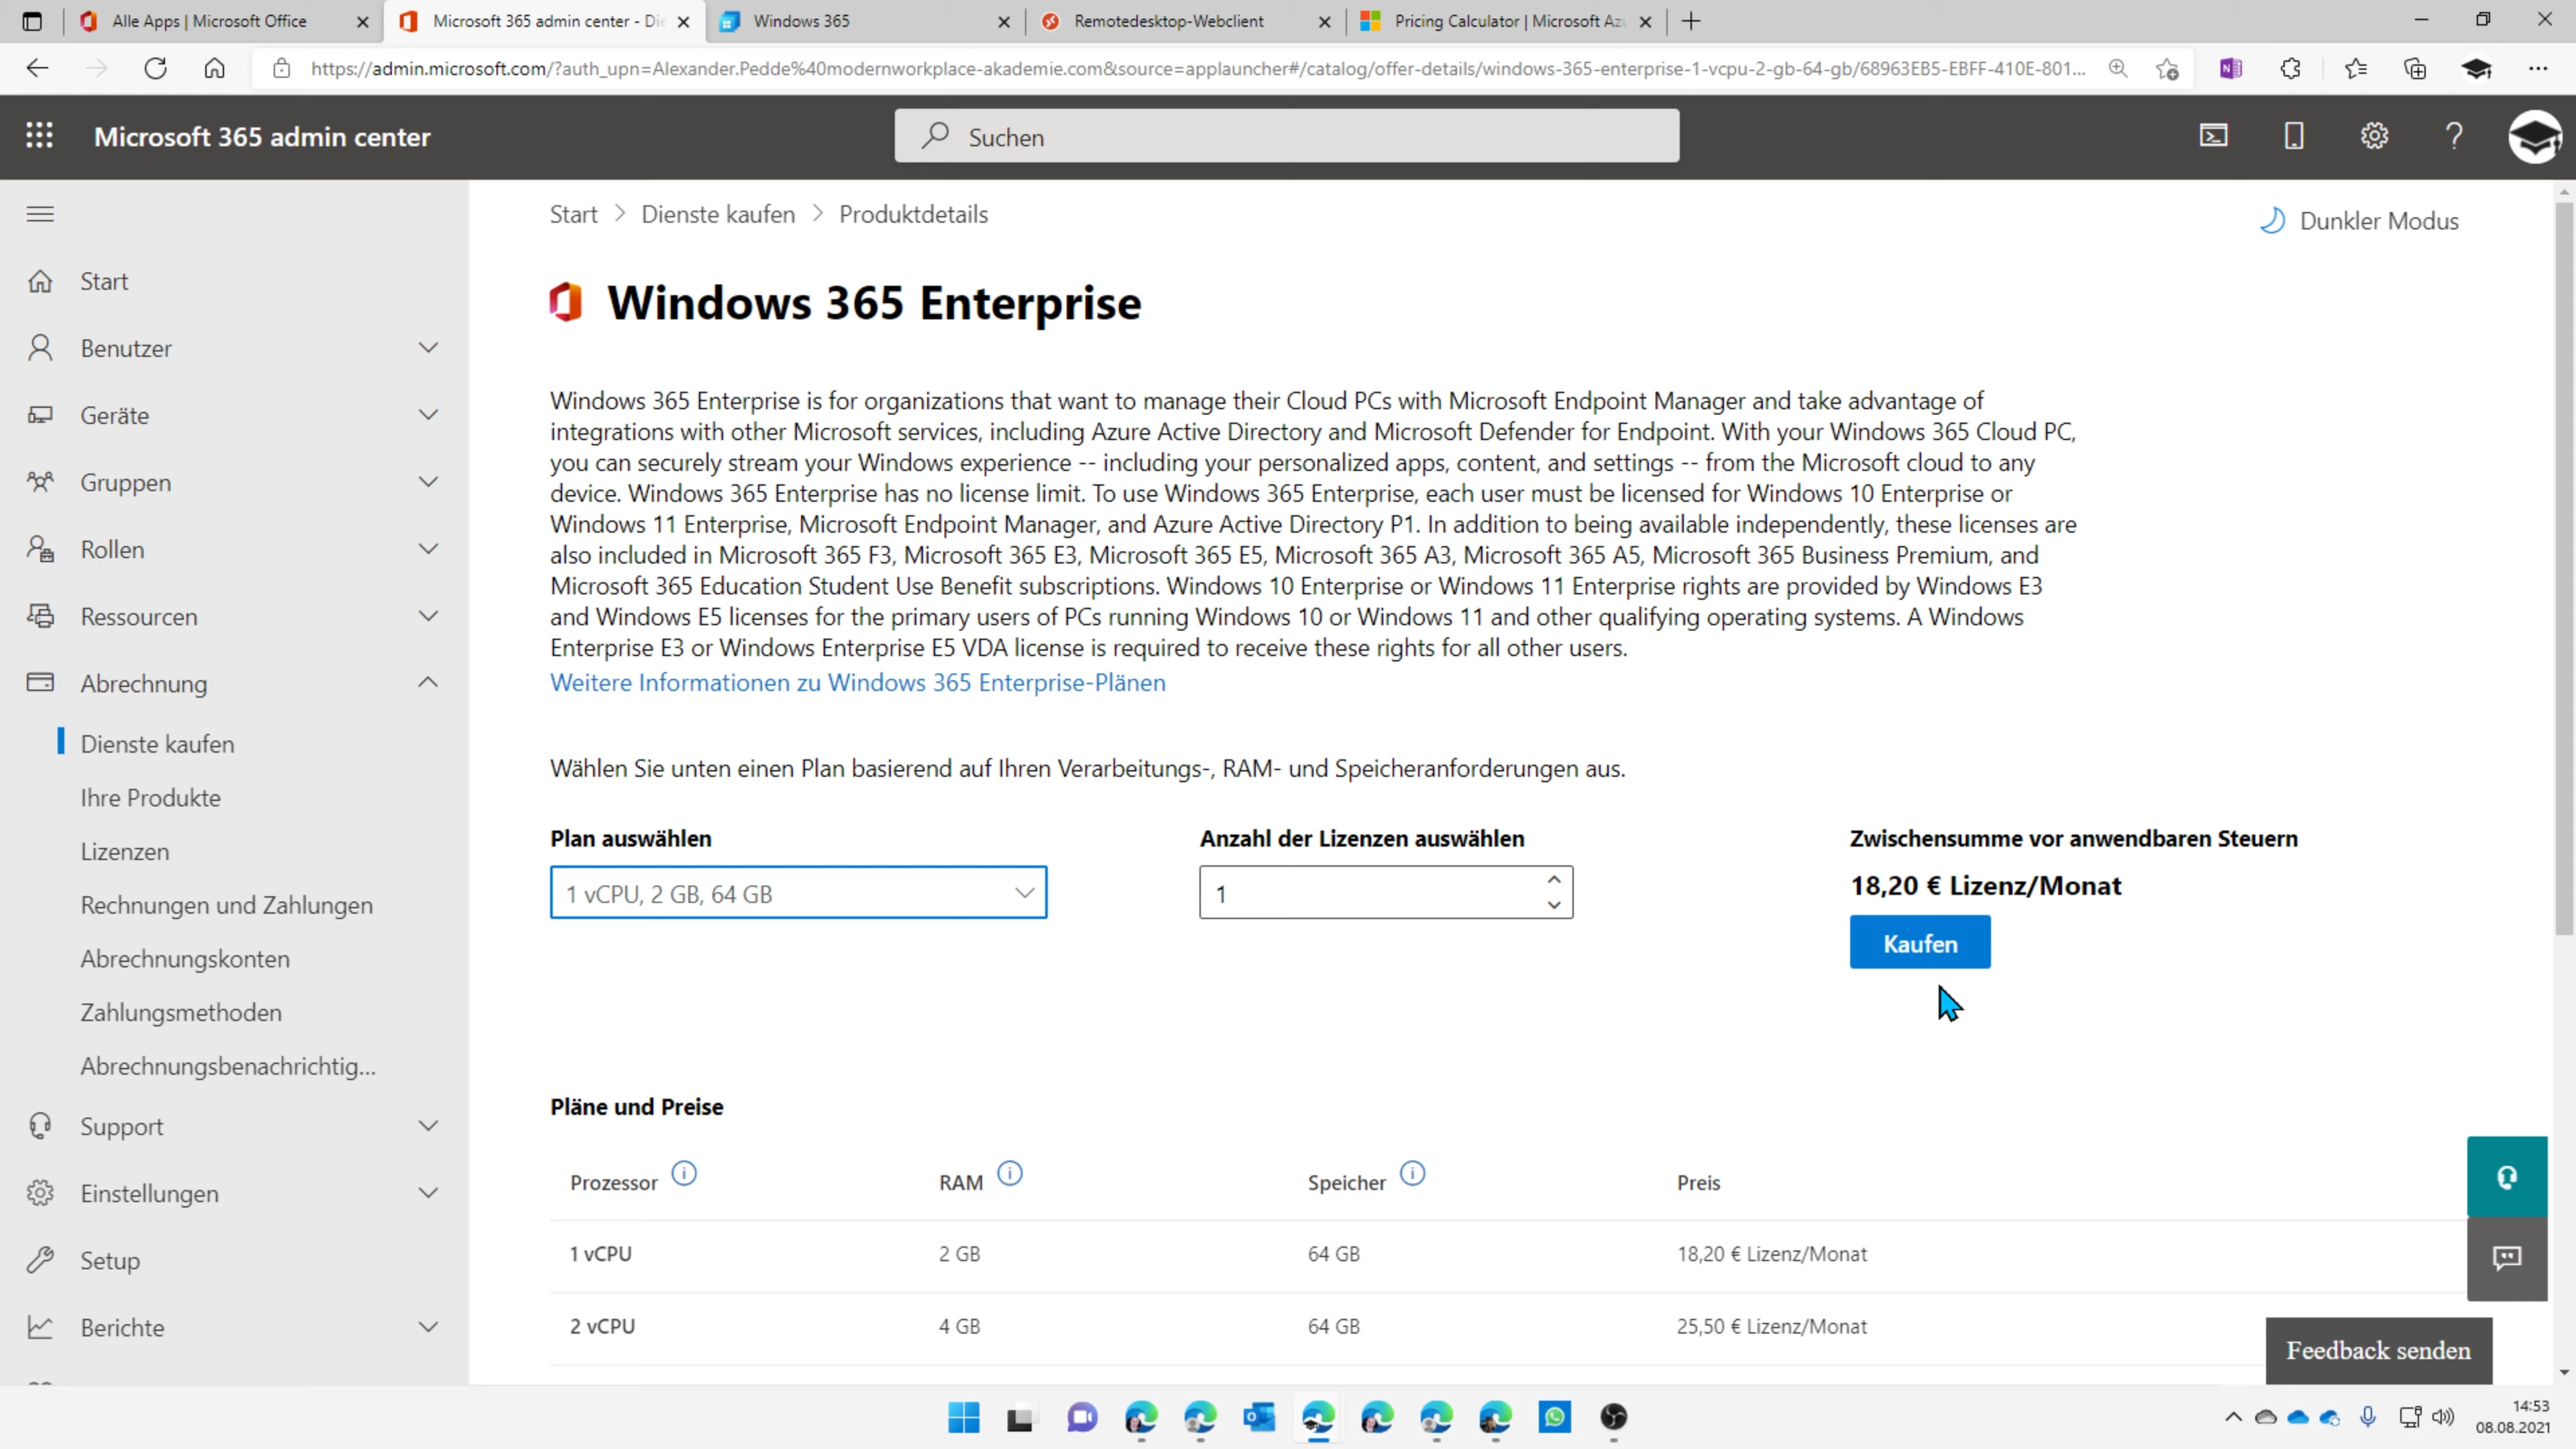 Alle Apps | Microsoft Office
Microsoft 365 admin center - Die
Windows 365
Remotedesktop-Webclient
Pricing Calculator | Microsoft Az
https://admin.microsoft.com/?auth_upn=Alexander.Pedde%40modernworkplace-akademie.com&source=applauncher#/catalog/offer-details/windows-365-enterprise-1-vcpu-2-gb-64-gb/68963EB5-EBFF-410E-801...
Microsoft 365 admin center
Suchen
Start
Benutzer
Geräte
Gruppen
Rollen
Ressourcen
Abrechnung
Dienste kaufen
Ihre Produkte
Lizenzen
Rechnungen und Zahlungen
Abrechnungskonten
Zahlungsmethoden
Abrechnungsbenachrichtig...
Support
Einstellungen
Setup
Berichte
Start > Dienste kaufen > Produktdetails
Dunkler Modus
Windows 365 Enterprise
Windows 365 Enterprise is for organizations that want to manage their Cloud PCs with Microsoft Endpoint Manager and take advantage of
integrations with other Microsoft services, including Azure Active Directory and Microsoft Defender for Endpoint. With your Windows 365 Cloud PC,
you can securely stream your Windows experience -- including your personalized apps, content, and settings -- from the Microsoft cloud to any
device. Windows 365 Enterprise has no license limit. To use Windows 365 Enterprise, each user must be licensed for Windows 10 Enterprise or
Windows 11 Enterprise, Microsoft Endpoint Manager, and Azure Active Directory P1. In addition to being available independently, these licenses are
also included in Microsoft 365 F3, Microsoft 365 E3, Microsoft 365 E5, Microsoft 365 A3, Microsoft 365 A5, Microsoft 365 Business Premium, and
Microsoft 365 Education Student Use Benefit subscriptions. Windows 10 Enterprise or Windows 11 Enterprise rights are provided by Windows E3
and Windows E5 licenses for the primary users of PCs running Windows 10 or Windows 11 and other qualifying operating systems. A Windows
Enterprise E3 or Windows Enterprise E5 VDA license is required to receive these rights for all other users.
Weitere Informationen zu Windows 365 Enterprise-Plänen
Wählen Sie unten einen Plan basierend auf Ihren Verarbeitungs-, RAM- und Speicheranforderungen aus.
Plan auswählen
1 vCPU, 2 GB, 64 GB
Anzahl der Lizenzen auswählen
1
Zwischensumme vor anwendbaren Steuern
18,20 € Lizenz/Monat
Kaufen
Pläne und Preise
Prozessor RAM Speicher Preis
1 vCPU 2 GB 64 GB 18,20 € Lizenz/Monat
2 vCPU 4 GB 64 GB 25,50 € Lizenz/Monat
Feedback senden
14:53
08.08.2021